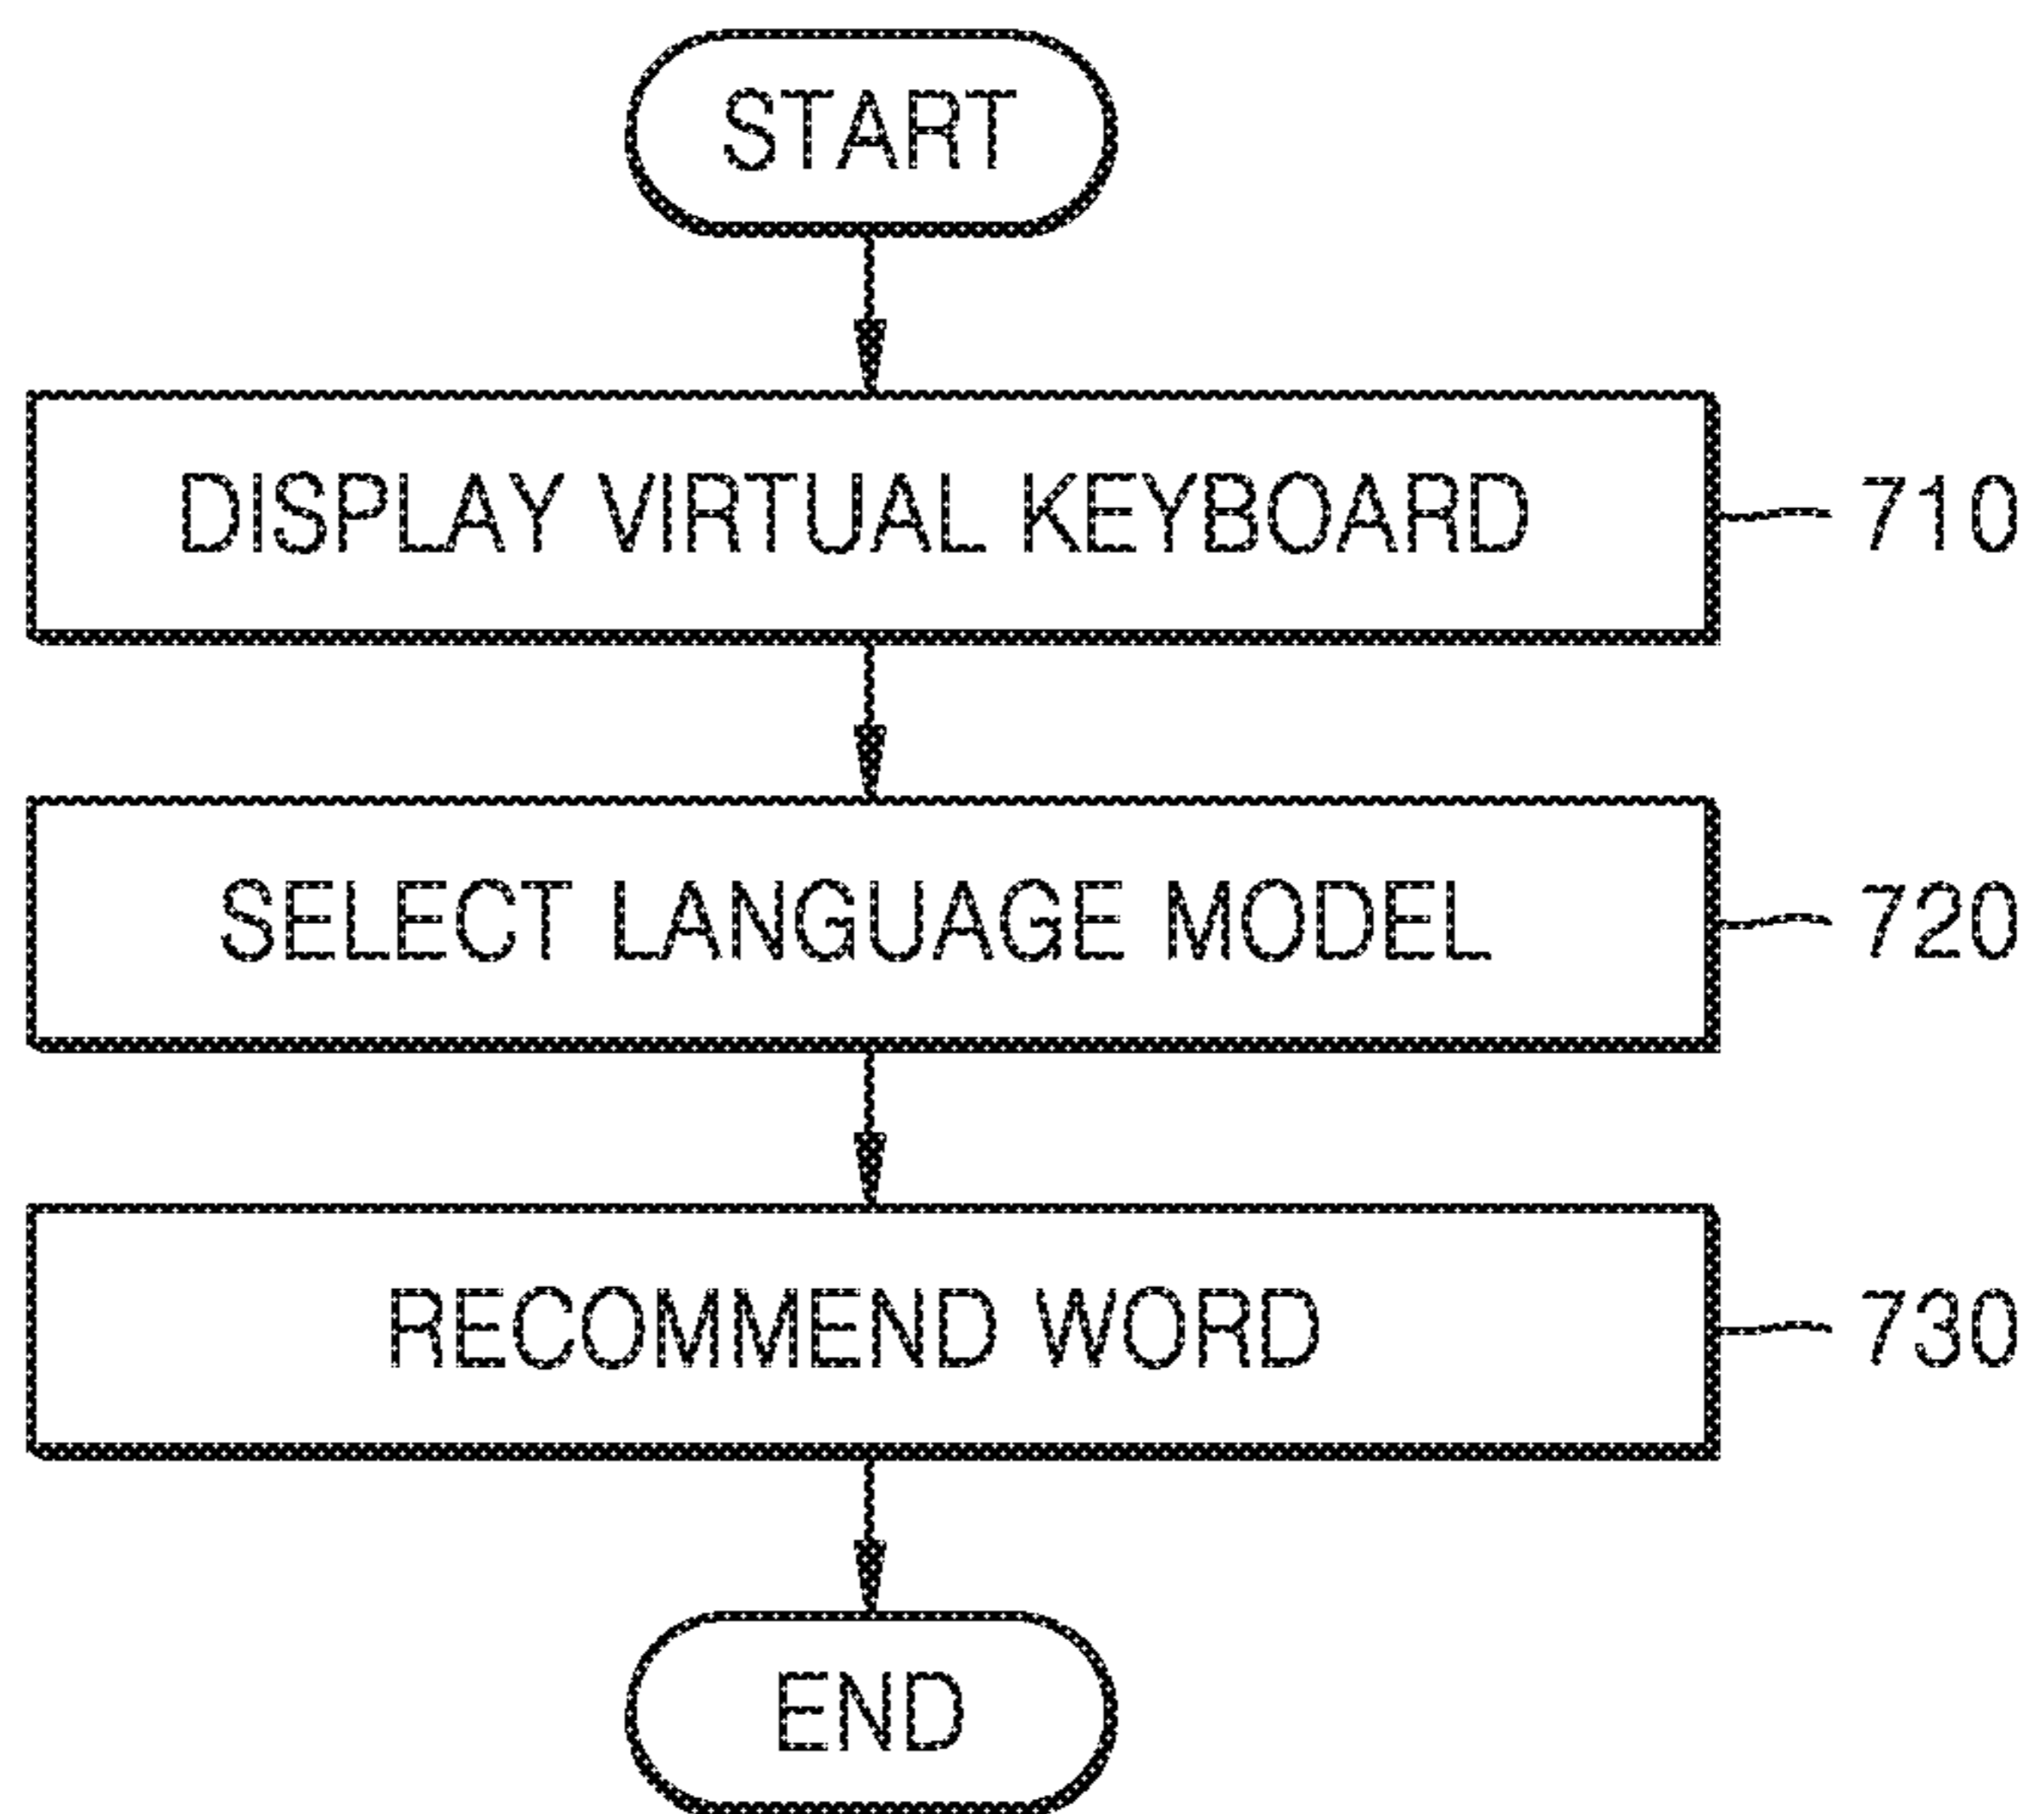 START
DISPLAY VIRTUAL KEYBOARD 710
SELECT LANGUAGE MODEL 720
RECOMMEND WORD 730
END